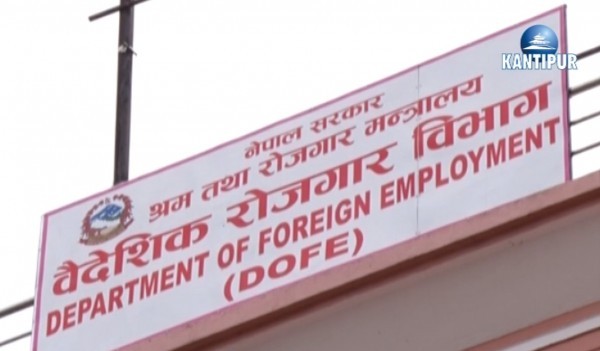 KANTIPUR
नेपाल सरकार
श्रम तथा रोजगार मन्त्रालय
वैदेशिक रोजगार विभाग
DEPARTMENT OF FOREIGN EMPLOYMENT
(DOFE)